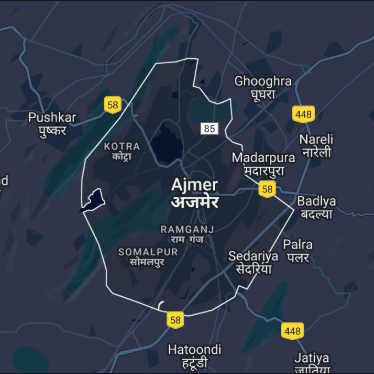 Ghooghra
घूघरा
58
Pushkar
पुष्कर
448
85
Nareli
नारेली
KOTRA
कोट्रा
Madarpura
मदारपुरा
Ajmer
अजमेर
58
Badlya
बदल्या
RAMGANJ
राम गंज
Palra
पलर
SOMALPUR
सोमलपुर
Sedariya
सेदरिया
58
448
Hatoondi
हटूंडी
Jatiya
जातिया